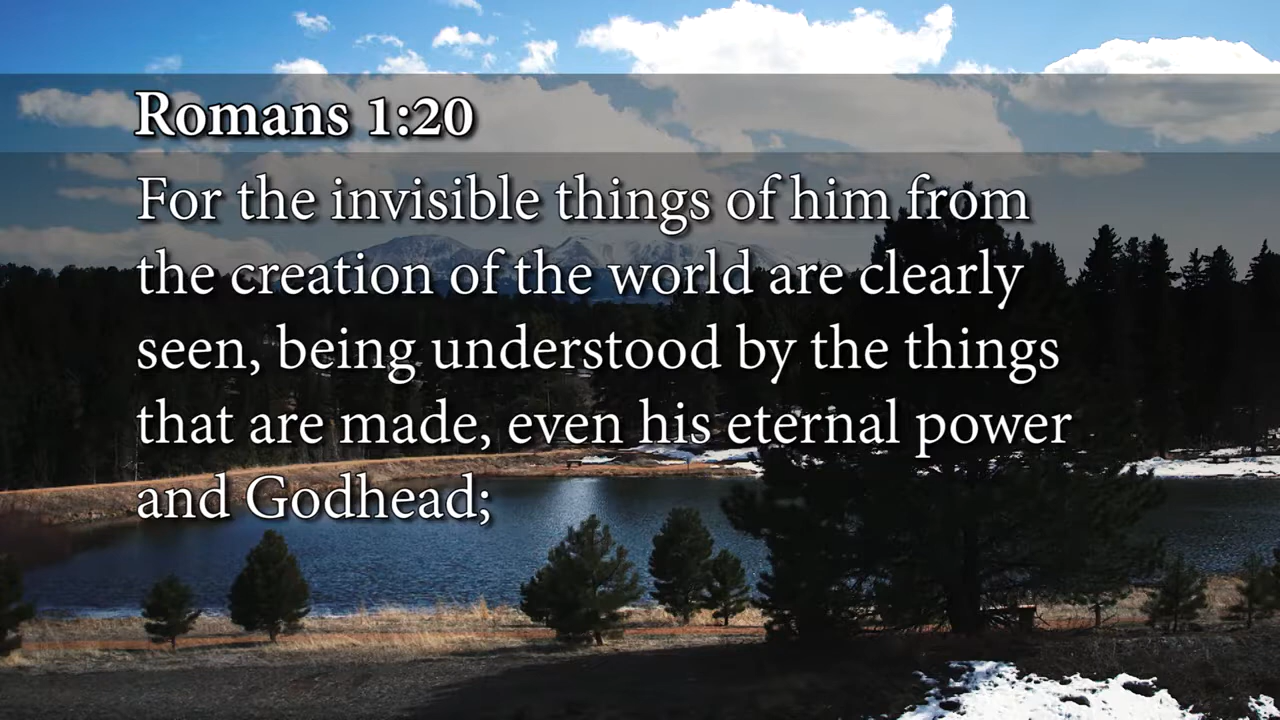 Romans 1:20
For the invisible things of him from
the creation of the world are clearly
seen, being understood by the things
that are made, even his eternal power
and Godhead;